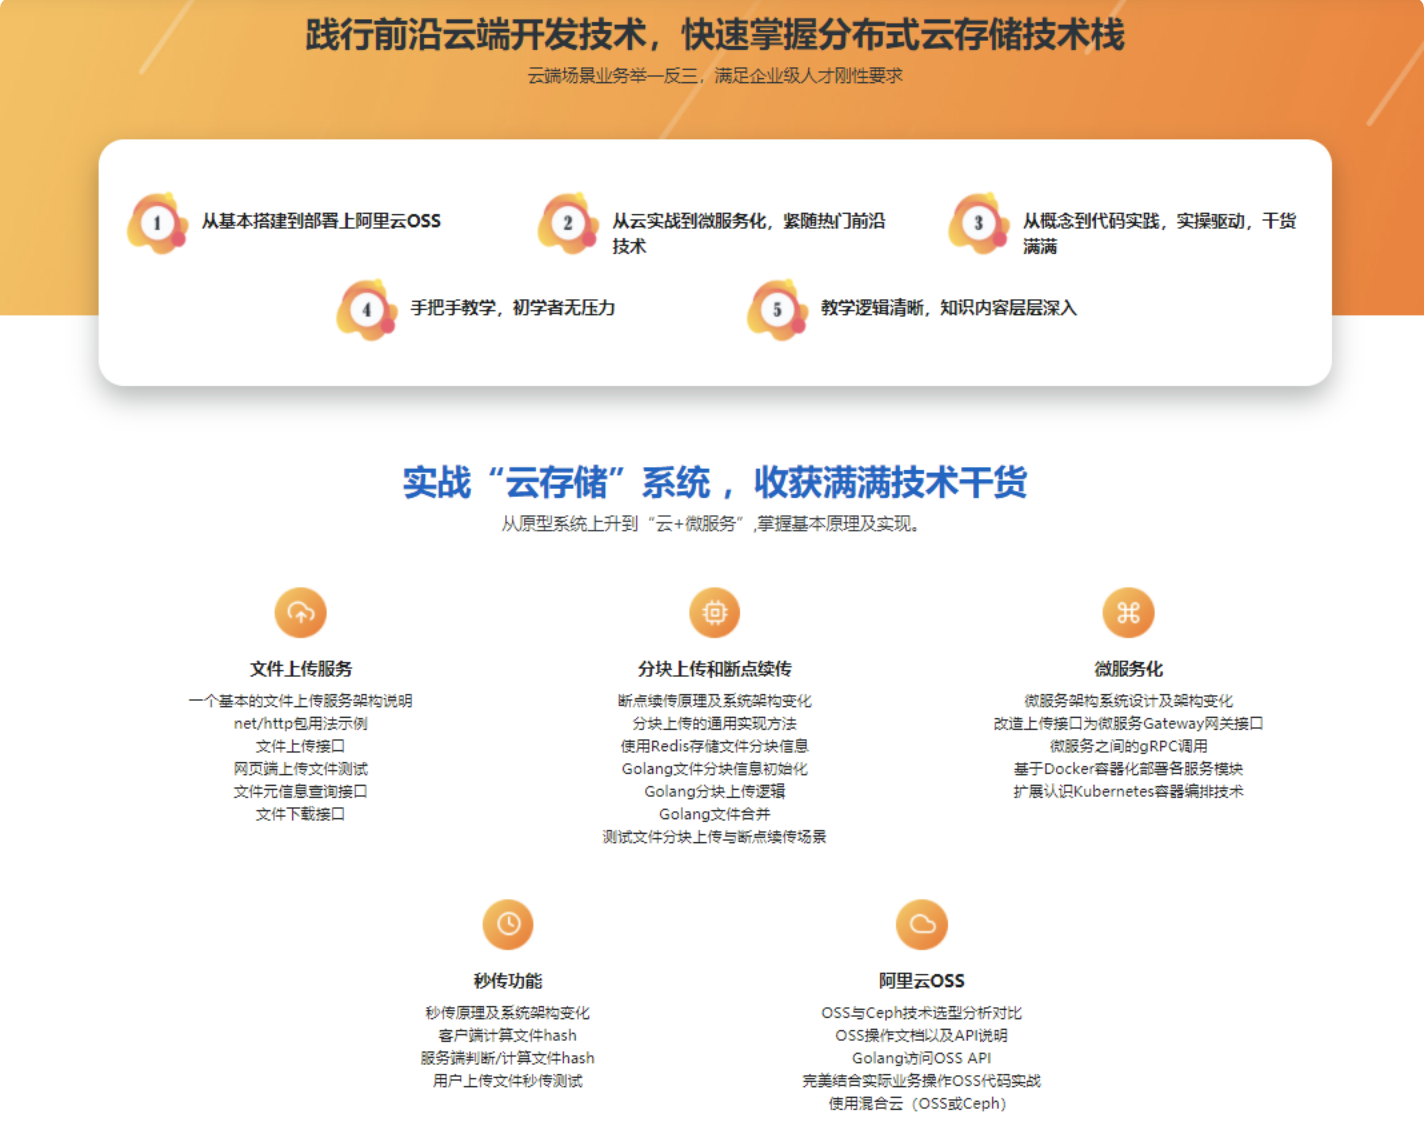 践行前沿云端开发技术，快速掌握分布式云存储技术栈
云端场景业务举一反三，满足企业级人才刚性要求
1
从基本搭建到部署上阿里云OSS
2
从云实战到微服务化，紧随热门前沿
技术
3
从概念到代码实践，实操驱动，干货
满满
4
手把手教学，初学者无压力
5
教学逻辑清晰，知识内容层层深入
实战“云存储”系统 ，收获满满技术干货
从原型系统上升到“云+微服务”,掌握基本原理及实现。
文件上传服务
一个基本的文件上传服务架构说明
net/http包用法示例
文件上传接口
网页端上传文件测试
文件元信息查询接口
文件下载接口
分块上传和断点续传
断点续传原理及系统架构变化
分块上传的通用实现方法
使用Redis存储文件分块信息
Golang文件分块信息初始化
Golang分块上传逻辑
Golang文件合并
测试文件分块上传与断点续传场景
微服务化
微服务架构系统设计及架构变化
改造上传接口为微服务Gateway网关接口
微服务之间的gRPC调用
基于Docker容器化部署各服务模块
扩展认识Kubernetes容器编排技术
秒传功能
秒传原理及系统架构变化
客户端计算文件hash
服务端判断/计算文件hash
用户上传文件秒传测试
阿里云OSS
OSS与Ceph技术选型分析对比
OSS操作文档以及API说明
Golang访问OSS API
完美结合实际业务操作OSS代码实战
使用混合云（OSS或Ceph）